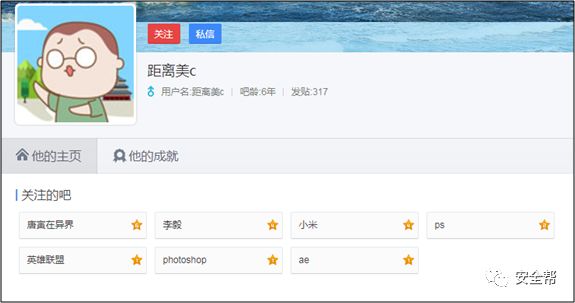 关注 私信
距离美c
用户名:距离美c | 吧龄:6年 | 发贴:317
他的主页 他的成就
关注的吧
唐寅在异界 李毅 小米 ps
英雄联盟 photoshop ae
安全帮